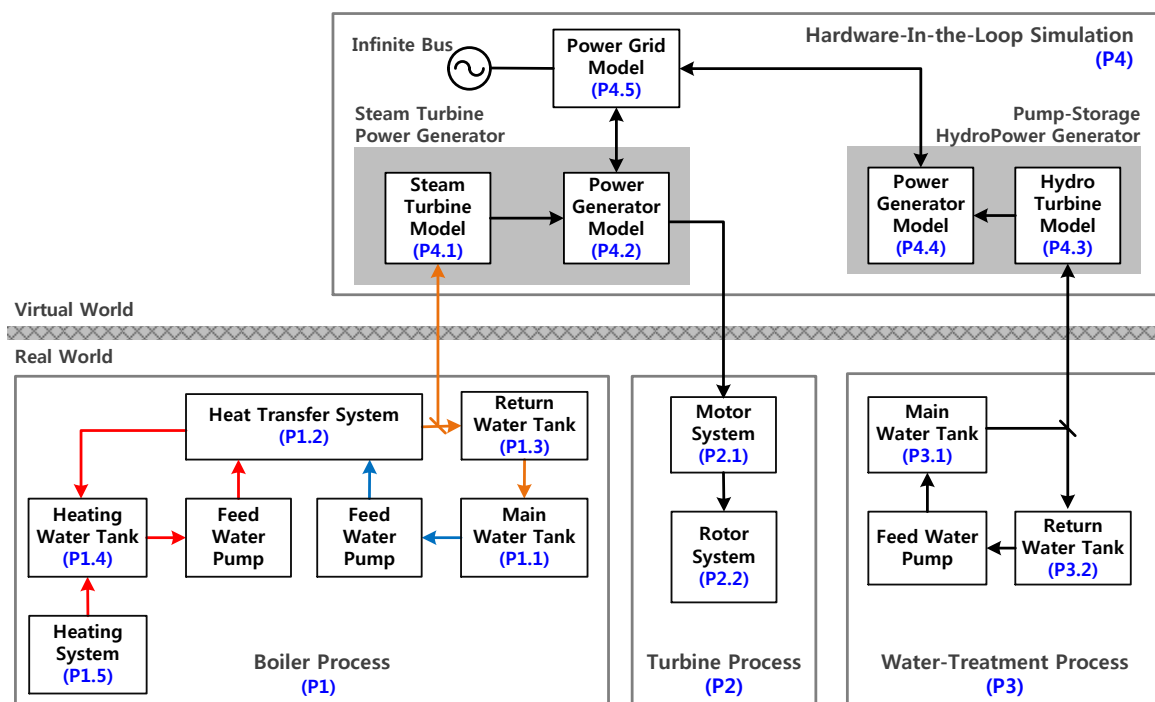 Hardware-In-the-Loop Simulation
(P4)
Infinite Bus
Power Grid
Model
(P4.5)
Steam Turbine
Power Generator
Pump-Storage
HydroPower Generator
Steam
Turbine
Model
(P4.1)
Power
Generator
Model
(P4.2)
Power
Generator
Model
(P4.4)
Hydro
Turbine
Model
(P4.3)
Virtual World
Real World
Heat Transfer System
(P1.2)
Return
Water Tank
(P1.3)
Heating
Water Tank
(P1.4)
Feed
Water
Pump
Feed
Water
Pump
Main
Water Tank
(P1.1)
Heating
System
(P1.5)
Boiler Process
(P1)
Motor
System
(P2.1)
Rotor
System
(P2.2)
Turbine Process
(P2)
Main
Water Tank
(P3.1)
Feed Water
Pump
Return
Water Tank
(P3.2)
Water-Treatment Process
(P3)